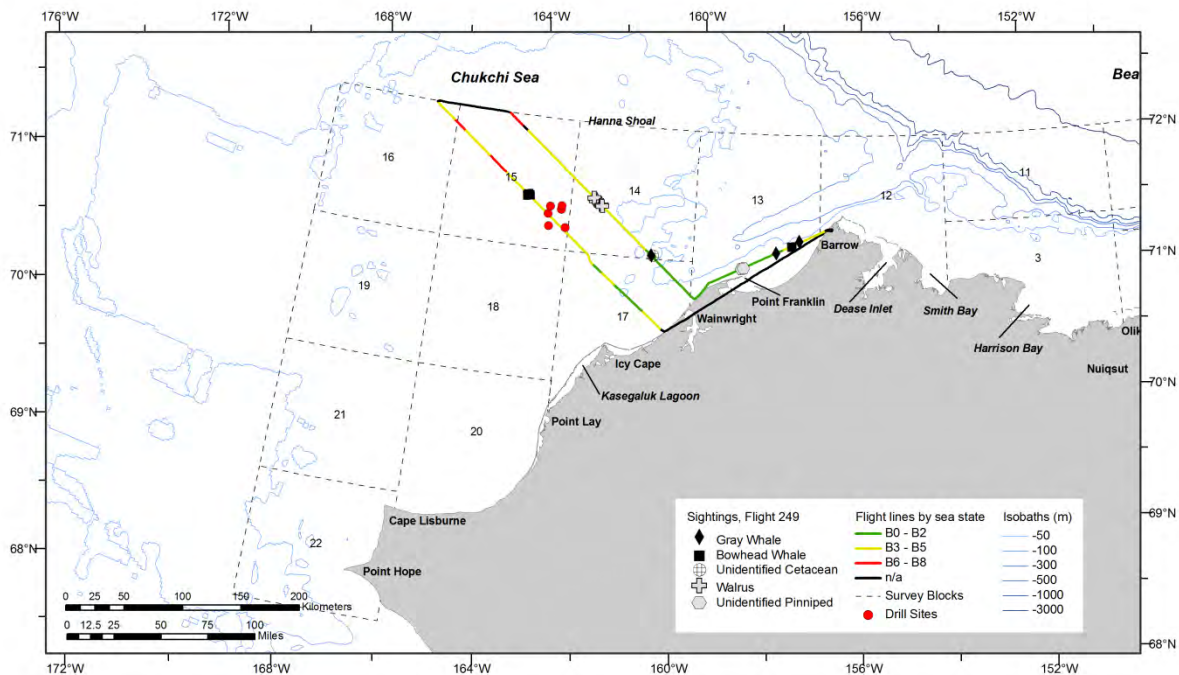 176°W 168°W 164°W 160°W 156°W 152°W
Chukchi Sea
Bea
72°N
71°N
Hanna Shoal
16
15
14
13
12
11
71°N
Barrow
3
70°N
19
18
17
Point Franklin
Wainwright
Dease Inlet
Smith Bay
Harrison Bay
Olik
Icy Cape
Nuiqsut
Kasegaluk Lagoon
70°N
69°N
21
20
Point Lay
Cape Lisburne
69°N
68°N
22
Point Hope
0 25 50 100 150 200
Kilometers
0 12.5 25 50 75 100
Miles
Sightings, Flight 249
Gray Whale
Bowhead Whale
Unidentified Cetacean
Walrus
Unidentified Pinniped
Flight lines by sea state
B0 - B2
B3 - B5
B6 - B8
n/a
Survey Blocks
Drill Sites
Isobaths (m)
-50
-100
-300
-500
-1000
-3000
68°N
172°W 168°W 164°W 160°W 156°W 152°W